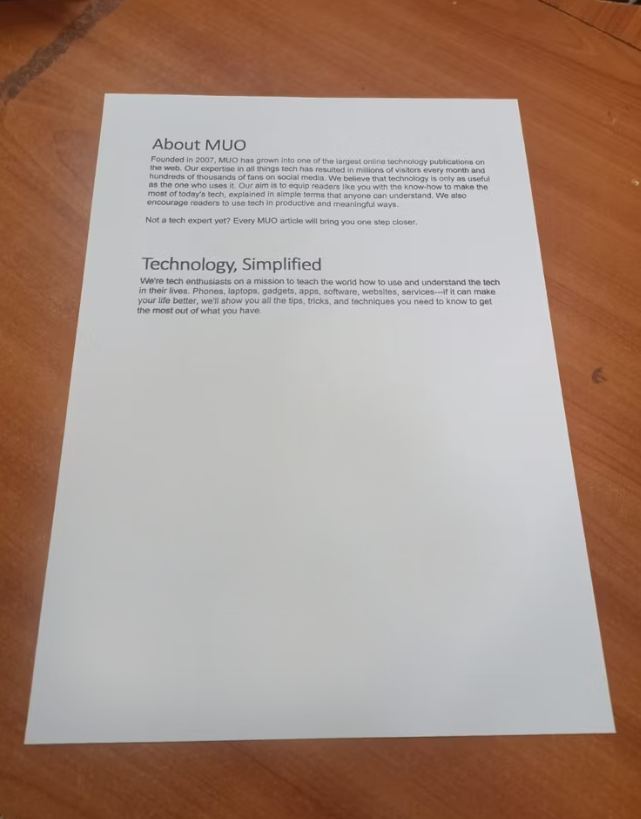 About MUO
Founded in 2007, MUO has grown into one of the largest online technology publications on
the web. Our expertise in all things tech has resulted in millions of visitors every month and
hundreds of thousands of fans on social media. We believe that technology is only as useful
as the one who uses it. Our aim is to equip readers like you with the know-how to make the
most of today's tech, explained in simple terms that anyone can understand. We also
encourage readers to use tech in productive and meaningful ways.
Not a tech expert yet? Every MUO article will bring you one step closer.
Technology, Simplified
We're tech enthusiasts on a mission to teach the world how to use and understand the tech
in their lives. Phones, laptops, gadgets, apps, software, websites, services—if it can make
your life better, we'll show you all the tips, tricks, and techniques you need to know to get
the most out of what you have.